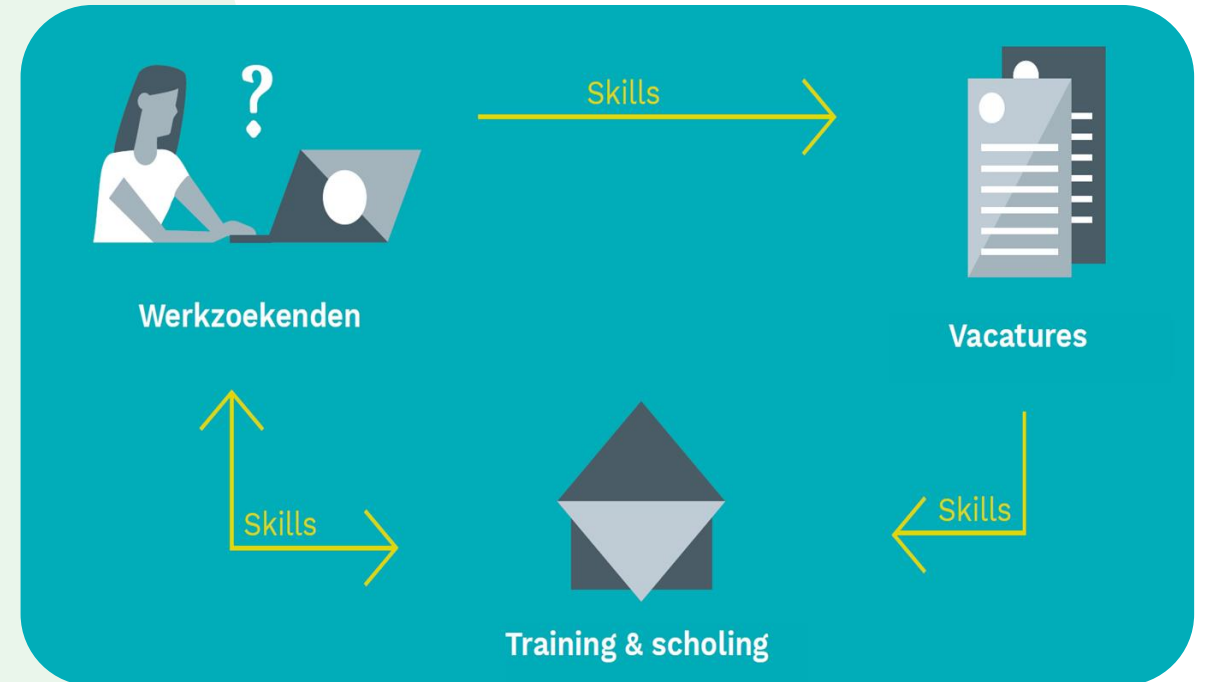 ?
Skills
Werkzoekenden
Vacatures
Skills
Skills
Training & scholing